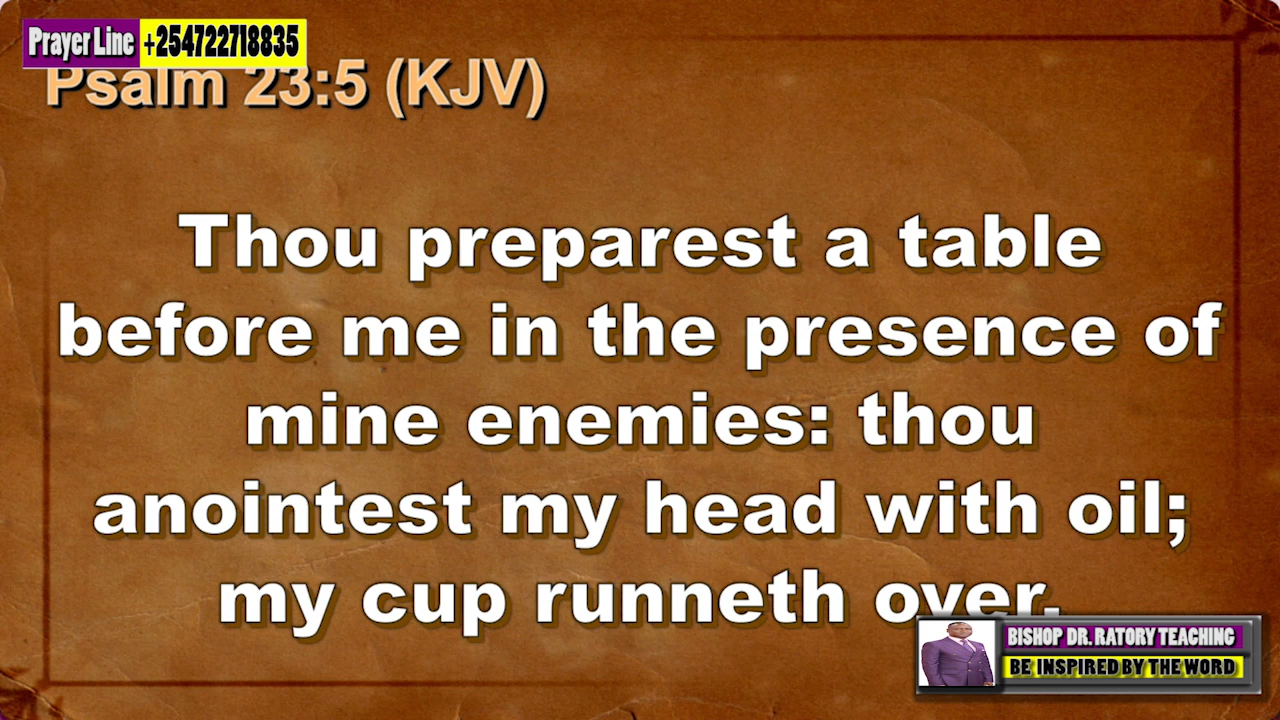 Prayer Line +254722718835
Psalm 23:5 (KJV)
Thou preparest a table
before me in the presence of
mine enemies: thou
anointest my head with oil;
my cup runneth over.
BISHOP DR. RATORY TEACHING
BE INSPIRED BY THE WORD